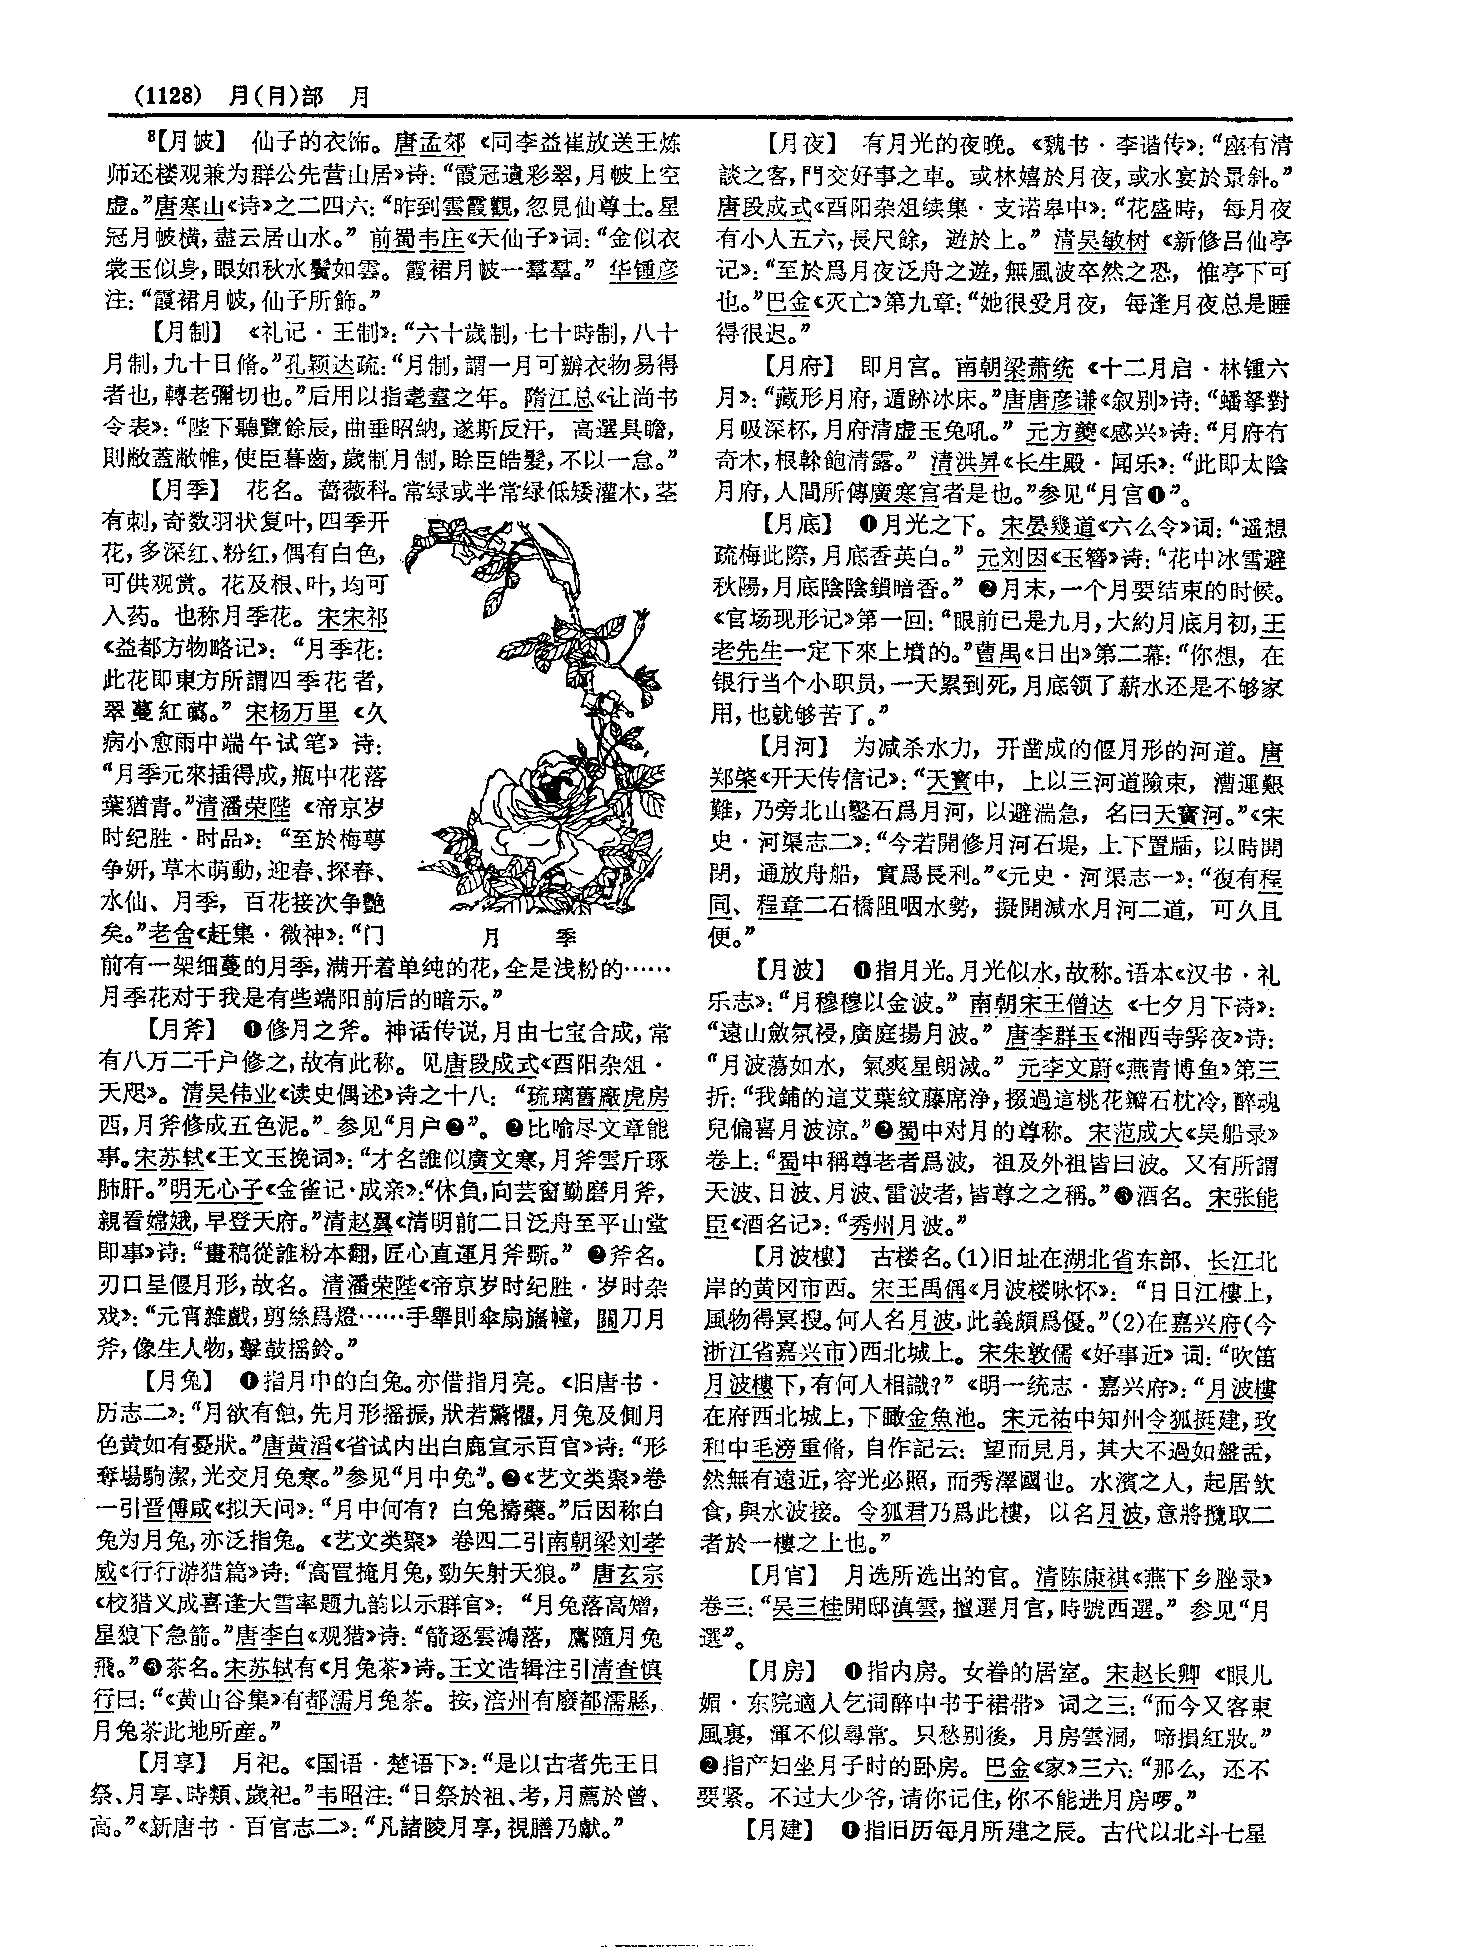 (1128) 月(月)部 月
⁸【月帔】 仙子的衣饰。唐孟郊《同李益崔放送王炼
师还楼观兼为群公先营山居》诗：“霞冠遺彩翠，月帔上空
虚。”唐寒山《诗》之二四六：“昨到雲霞觀，忽見仙尊士。星
冠月帔横，盡云居山水。”前蜀韦庄《天仙子》词：“金似衣
裳玉似身，眼如秋水鬢如雲。霞裙月帔一羣羣。”华锺彦
注：“霞裙月帔，仙子所飾。”
【月制】 《礼记·王制》：“六十歲制，七十時制，八十
月制，九十日脩。”孔颖达疏：“月制，謂一月可辦衣物易得
者也，轉老彌切也。”后用以指耄耋之年。隋江总《让尚书
令表》：“陛下聽覽餘辰，曲垂昭納，遂斯反汗，高選具瞻，
則敝蓋敝帷，使臣暮齒，歲制月制，賒臣皓髮，不以一怠。”
【月季】 花名。蔷薇科。常绿或半常绿低矮灌木，茎
有刺，奇数羽状复叶，四季开
花，多深红、粉红，偶有白色，
可供观赏。花及根、叶，均可
入药。也称月季花。宋宋祁
《益都方物略记》：“月季花：
此花即東方所謂四季花者，
翠蔓紅蘤。”宋杨万里《久
病小愈雨中端午试笔》诗：
“月季元來插得成，瓶中花落
葉猶青。”清潘荣陛《帝京岁
时纪胜·时品》：“至於梅萼
争妍，草木萌動，迎春、探春、
水仙、月季，百花接次争艷
矣。”老舍《赶集·微神》：“门
前有一架细蔓的月季，满开着单纯的花，全是浅粉的……
月季花对于我是有些端阳前后的暗示。”
月 季
【月斧】 ❶修月之斧。神话传说，月由七宝合成，常
有八万二千户修之，故有此称。见唐段成式《酉阳杂俎·
天咫》。清吴伟业《读史偶述》诗之十八：“琉璃舊廠虎房
西，月斧修成五色泥。”参见“月户❷”。❷比喻尽文章能
事。宋苏轼《王文玉挽词》：“才名誰似廣文寒，月斧雲斤琢
肺肝。”明无心子《金雀记·成亲》：“休負，向芸窗勤磨月斧，
親看嫦娥，早登天府。”清赵翼《清明前二日泛舟至平山堂
即事》诗：“畫稿從誰粉本翻，匠心直運月斧斲。”❷斧名。
刃口呈偃月形，故名。清潘荣陛《帝京岁时纪胜·岁时杂
戏》：“元宵雜戲，剪絲爲燈……手舉則傘扇旛幢，關刀月
斧，像生人物，擊鼓摇鈴。”
【月兔】 ❶指月中的白兔。亦借指月亮。《旧唐书·
历志二》：“月欲有蝕，先月形摇振，狀若驚懼，月兔及側月
色黄如有憂狀。”唐黄滔《省试内出白鹿宣示百官》诗：“形
奪場駒潔，光交月兔寒。”参见“月中兔”。❷《艺文类聚》卷
一引晋傅咸《拟天问》：“月中何有？白兔擣藥。”后因称白
兔为月兔，亦泛指兔。《艺文类聚》卷四二引南朝梁刘孝
威《行行游猎篇》诗：“高罝掩月兔，勁矢射天狼。”唐玄宗
《校猎义成喜逢大雪率题九韵以示群官》：“月兔落高矰，
星狼下急箭。”唐李白《观猎》诗：“箭逐雲鴻落，鷹隨月兔
飛。”❸茶名。宋苏轼有《月兔茶》诗。王文诰辑注引清查慎
行曰：“《黄山谷集》有都濡月兔茶。按，涪州有廢都濡縣，
月兔茶此地所産。”
【月享】 月祀。《国语·楚语下》：“是以古者先王日
祭、月享、時類、歲祀。”韦昭注：“日祭於祖、考，月薦於曾、
高。”《新唐书·百官志二》：“凡諸陵月享，視膳乃獻。”
【月夜】 有月光的夜晚。《魏书·李谐传》：“座有清
談之客，門交好事之車。或林嬉於月夜，或水宴於景斜。”
唐段成式《酉阳杂俎续集·支诺皋中》：“花盛時，每月夜
有小人五六，長尺餘，遊於上。”清吴敏树《新修吕仙亭
记》：“至於爲月夜泛舟之遊，無風波卒然之恐，惟亭下可
也。”巴金《灭亡》第九章：“她很爱月夜，每逢月夜总是睡
得很迟。”
【月府】 即月宫。南朝梁萧统《十二月启·林锺六
月》：“藏形月府，遁跡冰床。”唐唐彦谦《叙别》诗：“蟠拏對
月吸深杯，月府清虚玉兔吼。”元方夔《感兴》诗：“月府有
奇木，根幹飽清露。”清洪昇《长生殿·闻乐》：“此即太陰
月府，人間所傳廣寒宫者是也。”参见“月宫❶”。
【月底】 ❶月光之下。宋晏幾道《六么令》词：“遥想
疏梅此際，月底香英白。”元刘因《玉簪》诗：“花中冰雪避
秋陽，月底陰陰鎖暗香。”❷月末，一个月要结束的时候。
《官场现形记》第一回：“眼前已是九月，大約月底月初，王
老先生一定下來上墳的。”曹禺《日出》第二幕：“你想，在
银行当个小职员，一天累到死，月底领了薪水还是不够家
用，也就够苦了。”
【月河】 为减杀水力，开凿成的偃月形的河道。唐
郑棨《开天传信记》：“天寳中，上以三河道險束，漕運艱
難，乃旁北山鑿石爲月河，以避湍急，名曰天寳河。”《宋
史·河渠志二》：“今若開修月河石堤，上下置牐，以時開
閉，通放舟船，實爲長利。”《元史·河渠志一》：“復有程
同、程章二石橋阻咽水勢，擬開減水月河二道，可久且
便。”
【月波】 ❶指月光。月光似水，故称。语本《汉书·礼
乐志》：“月穆穆以金波。”南朝宋王僧达《七夕月下诗》：
“遠山斂氛祲，廣庭揚月波。”唐李群玉《湘西寺霁夜》诗：
“月波蕩如水，氣爽星朗滅。”元李文蔚《燕青博鱼》第三
折：“我鋪的這艾葉紋藤席净，掇過這桃花瓣石枕冷，醉魂
兒偏喜月波凉。”❷蜀中对月的尊称。宋范成大《吴船录》
卷上：“蜀中稱尊老者爲波，祖及外祖皆曰波。又有所謂
天波、日波、月波、雷波者，皆尊之之稱。”❸酒名。宋张能
臣《酒名记》：“秀州月波。”
【月波樓】 古楼名。(1)旧址在湖北省东部、长江北
岸的黄冈市西。宋王禹偁《月波楼咏怀》：“日日江樓上，
風物得冥搜。何人名月波，此義頗爲優。”(2)在嘉兴府(今
浙江省嘉兴市)西北城上。宋朱敦儒《好事近》词：“吹笛
月波樓下，有何人相識？”《明一统志·嘉兴府》：“月波樓
在府西北城上，下瞰金魚池。宋元祐中知州令狐挺建，政
和中毛滂重脩，自作記云：望而見月，其大不過如盤盂，
然無有遠近，容光必照，而秀澤國也。水濱之人，起居飲
食，與水波接。令狐君乃爲此樓，以名月波，意將攬取二
者於一樓之上也。”
【月官】 月选所选出的官。清陈康祺《燕下乡脞录》
卷三：“吴三桂開邸滇雲，擅選月官，時號西選。”参见“月
選”。
【月房】 ❶指内房。女眷的居室。宋赵长卿《眼儿
媚·东院適人乞词醉中书于裙带》词之三：“而今又客東
風裏，渾不似尋常。只愁别後，月房雲洞，啼損紅妝。”
❷指产妇坐月子时的卧房。巴金《家》三六：“那么，还不
要紧。不过大少爷，请你记住，你不能进月房啰。”
【月建】 ❶指旧历每月所建之辰。古代以北斗七星